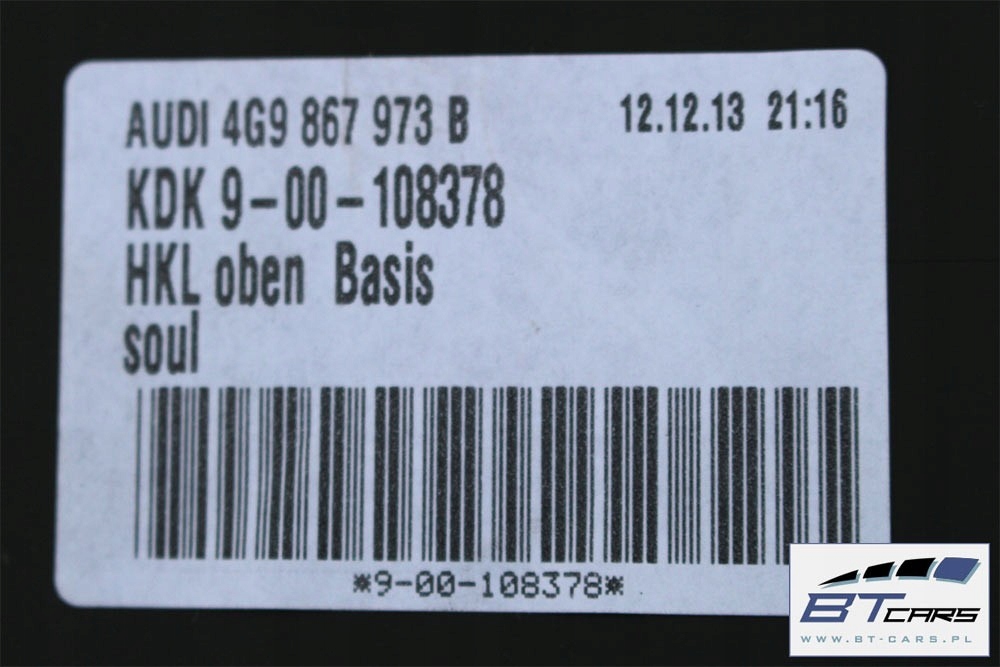 AUDI 4G9 867 973 B 12.12.13 21:16
KDK 9-00-108378
HKL oben Basis
soul
*9-00-108378*
BT CARS
WWW.BT-CARS.PL